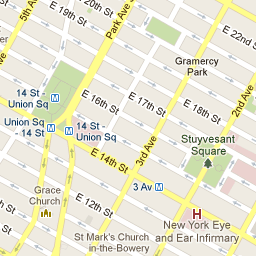 5th Ave
E 20th St
Park Ave
E 19th St
E 22nd St
Gramercy
Park
14 St -
Union Sq
E 16th St
E 17th St
E 18th St
2nd Ave
Union Sq
- 14 St
14 St -
Union Sq
Stuyvesant
Square
3rd Ave
E 14th St
3 Av
Grace
Church
E 12th St
New York Eye
and Ear Infirmary
St Mark's Church
in-the-Bowery